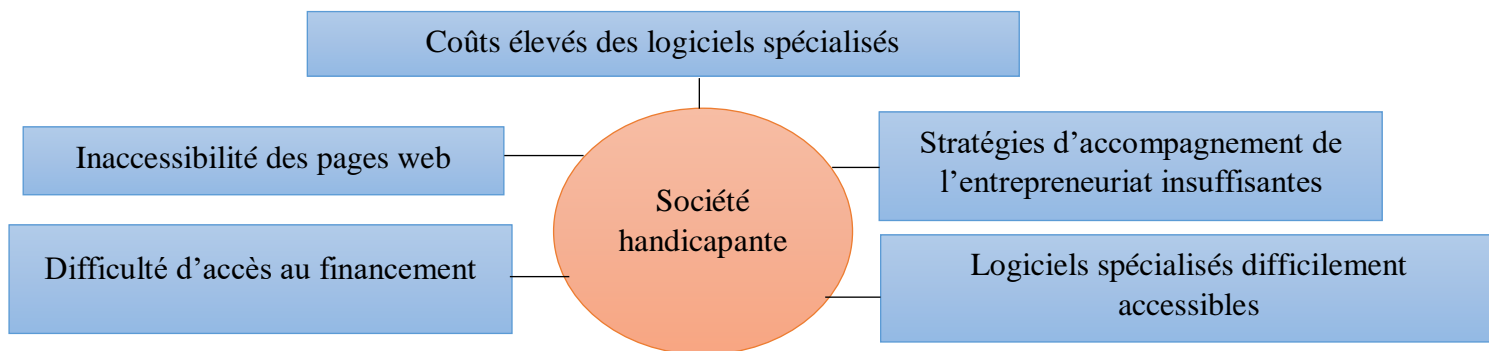 Coûts élevés des logiciels spécialisés
Inaccessibilité des pages web
Stratégies d’accompagnement de
l’entrepreneuriat insuffisantes
Société
handicapante
Difficulté d’accès au financement
Logiciels spécialisés difficilement
accessibles